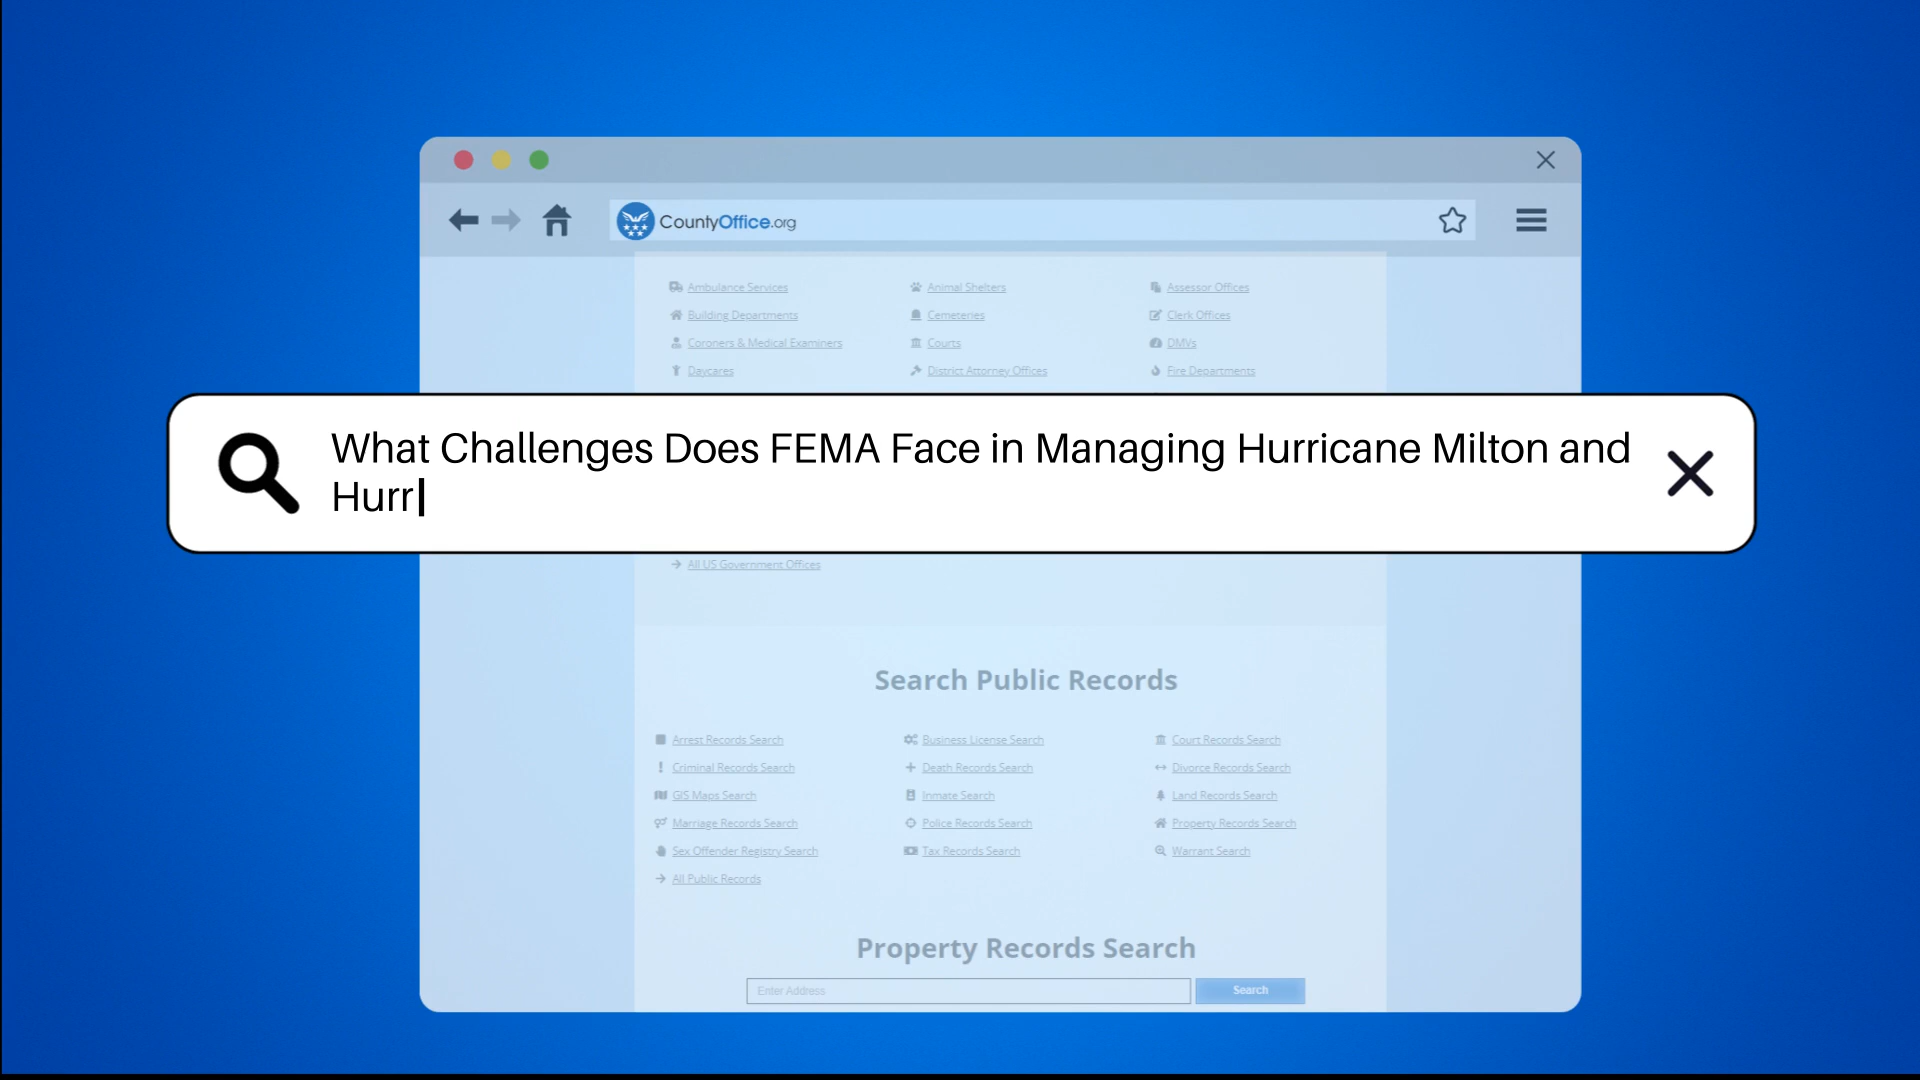 CountyOffice.org
Ambulance Services Animal Shelters Assessor Offices
Building Departments Cemeteries Clerk Offices
Coroners & Medical Examiners Courts DMVs
Daycares District Attorney Offices Fire Departments
What Challenges Does FEMA Face in Managing Hurricane Milton and
Hurr
All US Government Offices
Search Public Records
Arrest Records Search Business License Search Court Records Search
Criminal Records Search Death Records Search Divorce Records Search
GIS Maps Search Inmate Search Land Records Search
Marriage Records Search Police Records Search Property Records Search
Sex Offender Registry Search Tax Records Search Warrant Search
All Public Records
Property Records Search
Enter Address Search